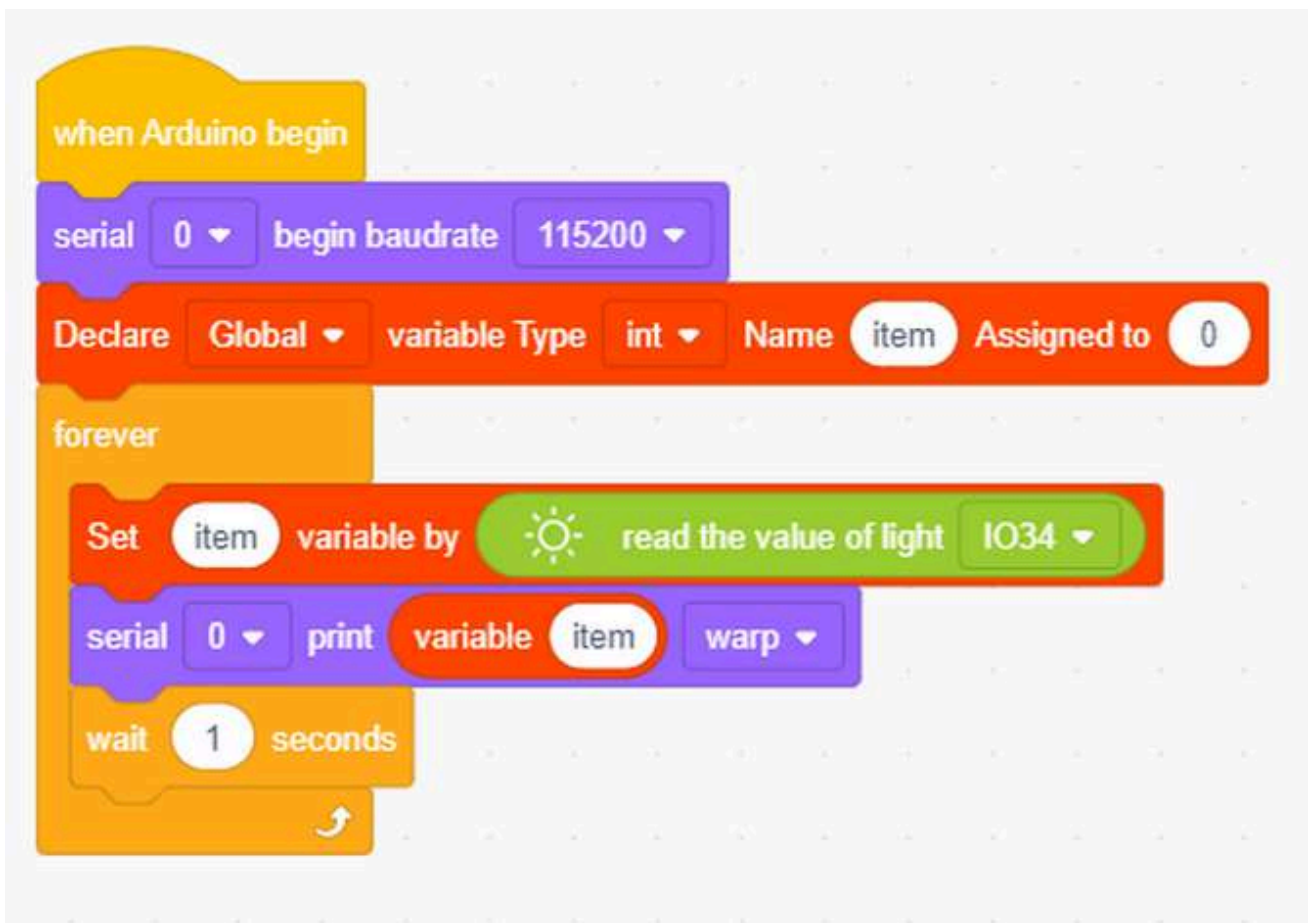 when Arduino begin
serial 0 begin baudrate 115200
Declare Global variable Type int Name item Assigned to 0
forever
Set item variable by read the value of light IO34
serial 0 print variable item warp
wait 1 seconds